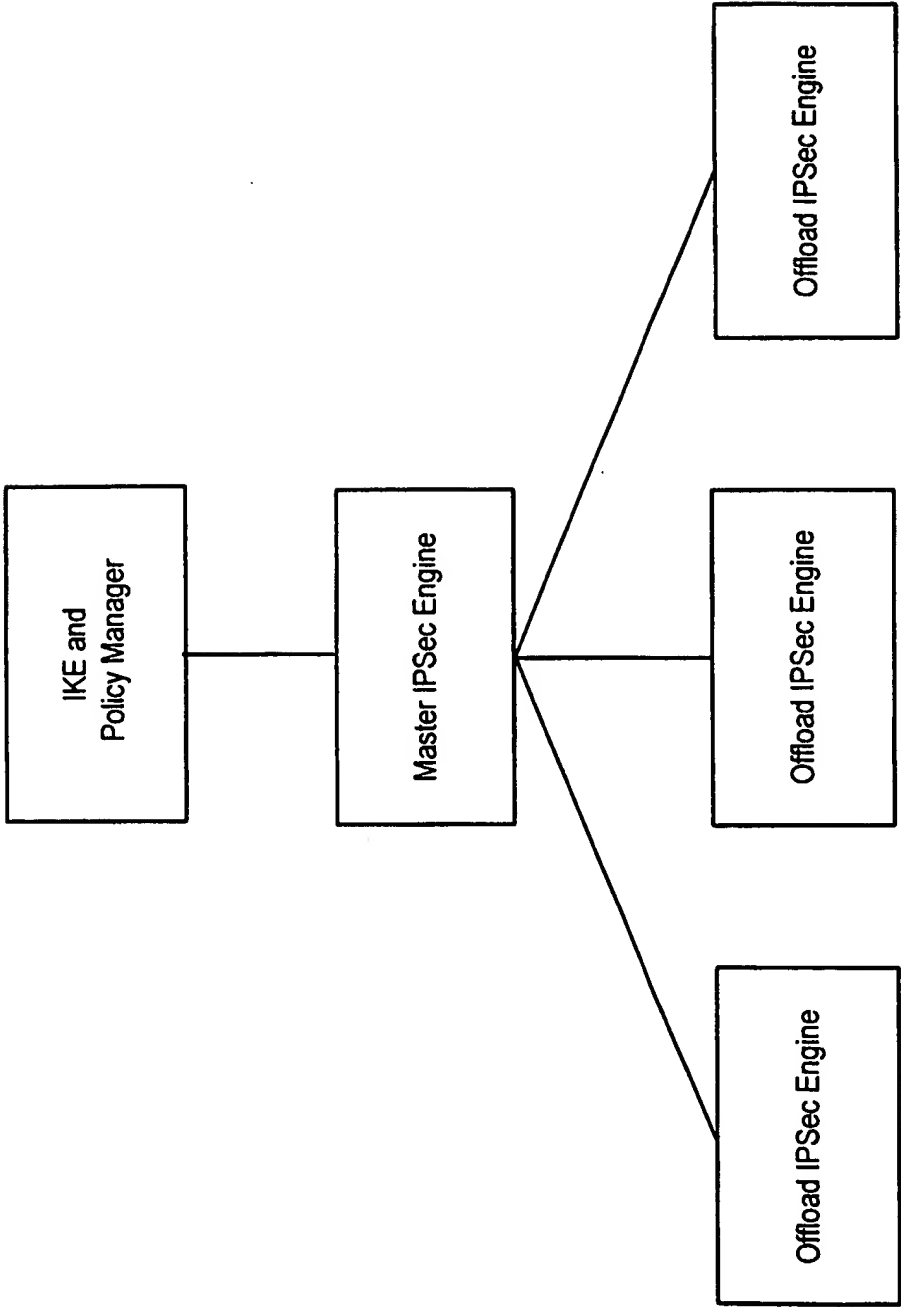 IKE and
Policy Manager
Master IPSec Engine
Offload IPSec Engine
Offload IPSec Engine
Offload IPSec Engine